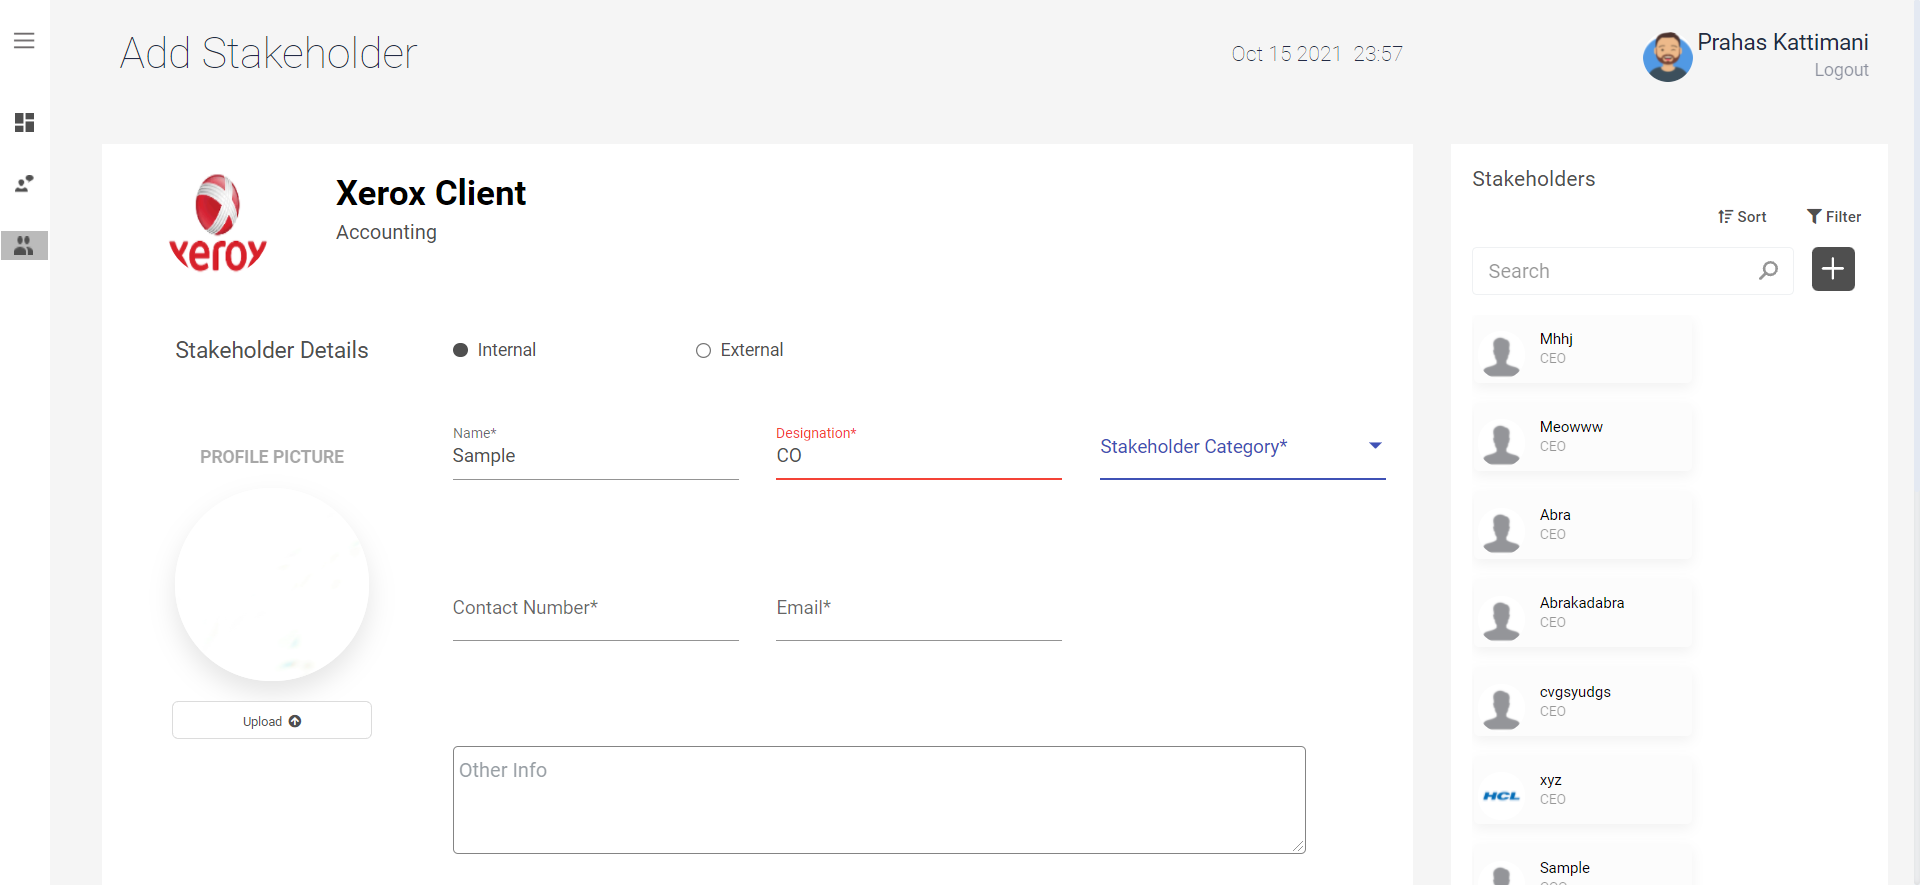 Add Stakeholder
Oct 15 2021 23:57
Prahas Kattimani
Logout
xeroy
Xerox Client
Accounting
Stakeholder Details
Internal
External
PROFILE PICTURE
Upload
Name*
Sample
Designation*
CO
Stakeholder Category*
Contact Number*
Email*
Other Info
Stakeholders
Sort
Filter
Search
Mhhj
CEO
Meowww
CEO
Abra
CEO
Abrakadabra
CEO
cvgsyudgs
CEO
HCL
xyz
CEO
Sample